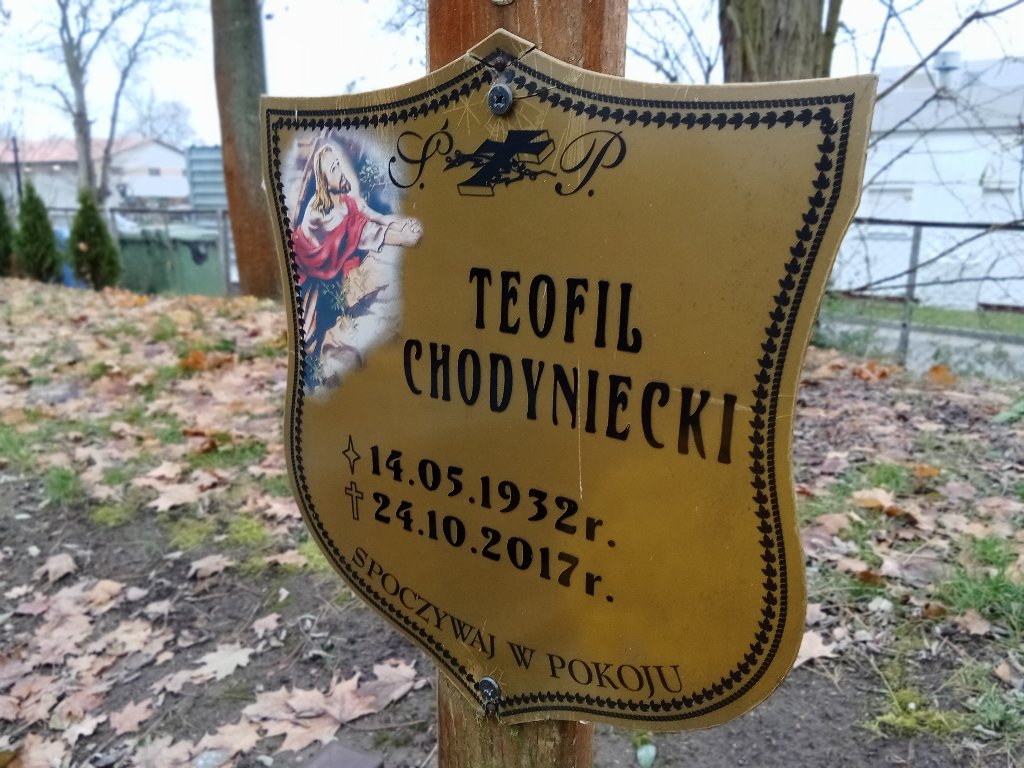 Ś. P.
TEOFIL
CHODYNIECKI
14.05.1932r.
24.10.2017r.
SPOCZYWAJ W POKOJU